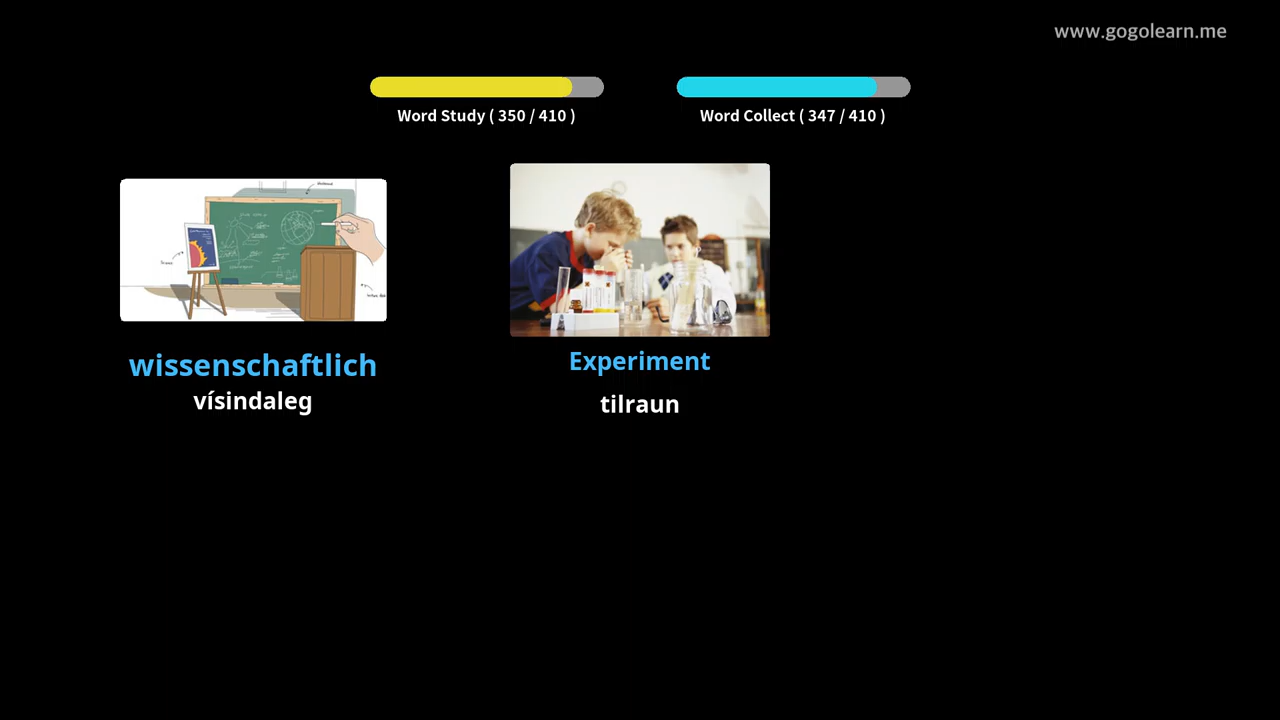 www.gogolearn.me
Word Study ( 350 / 410 )
Word Collect ( 347 / 410 )
wissenschaftlich
vísindaleg
Experiment
tilraun